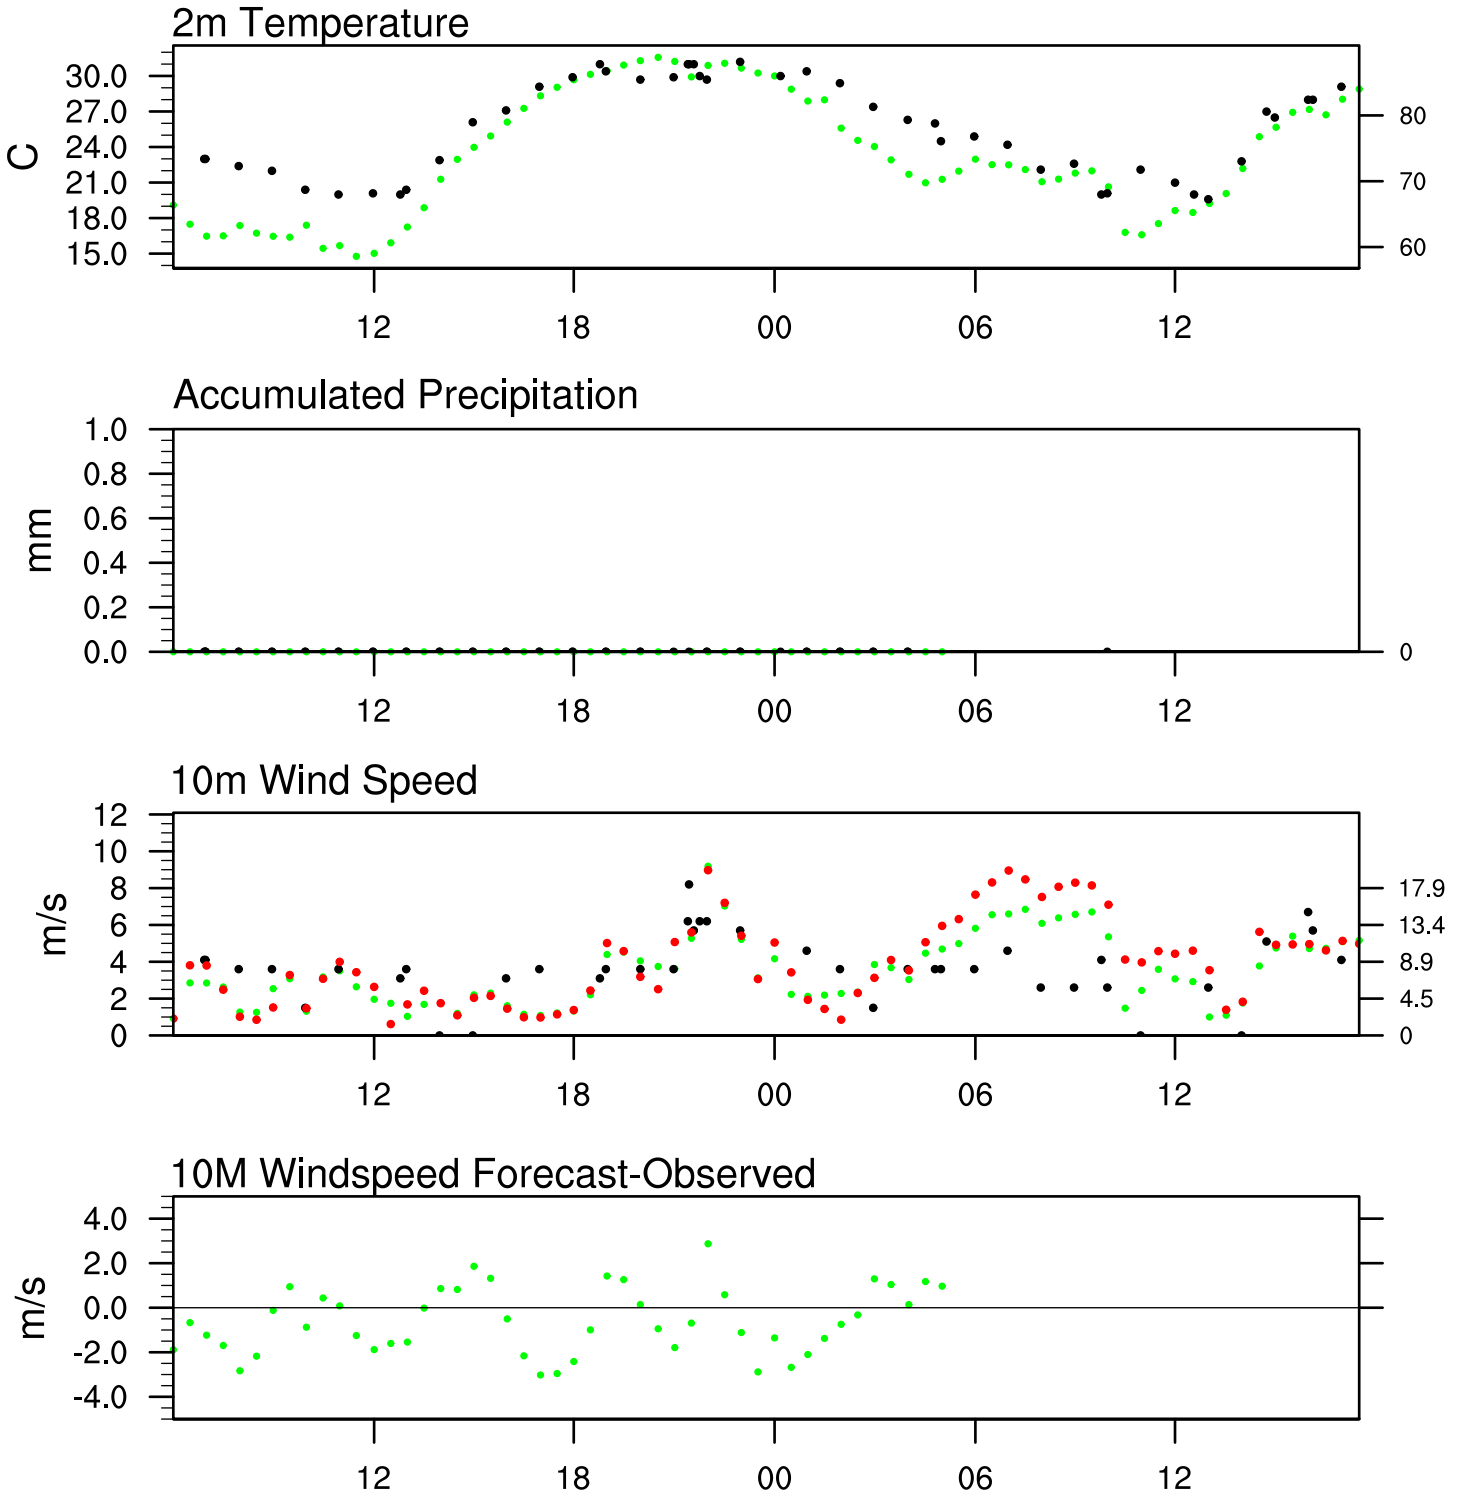 2m Temperature
30.0
27.0
24.0
21.0
18.0
15.0
C
80
70
60
12 18 00 06 12
Accumulated Precipitation
1.0
0.8
0.6
0.4
0.2
0.0
mm
0
12 18 00 06 12
10m Wind Speed
12
10
8
6
4
2
0
m/s
17.9
13.4
8.9
4.5
0
12 18 00 06 12
10M Windspeed Forecast-Observed
4.0
2.0
0.0
-2.0
-4.0
m/s
12 18 00 06 12